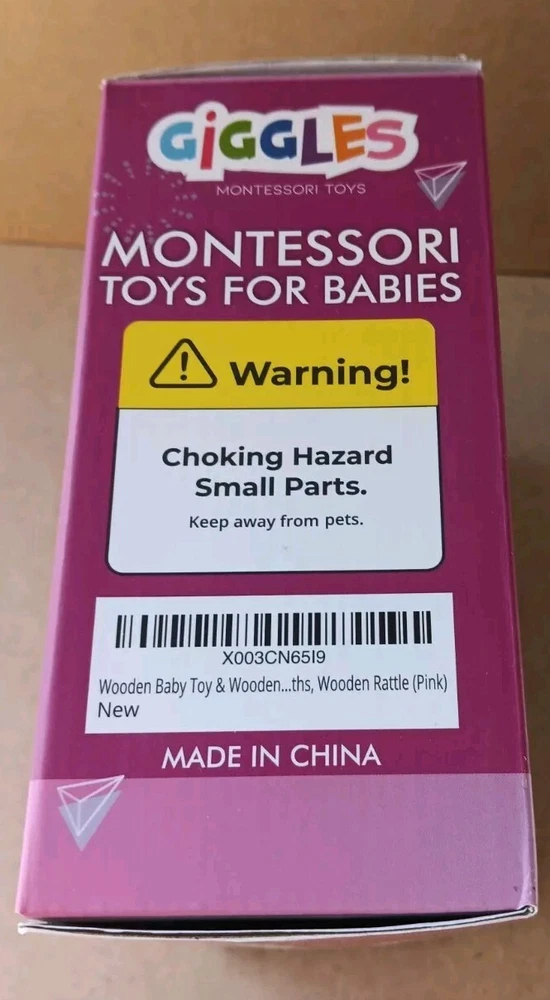 GiGGLES
MONTESSORI TOYS
MONTESSORI
TOYS FOR BABIES
Warning!
Choking Hazard
Small Parts.
Keep away from pets.
X003CN65I9
Wooden Baby Toy & Wooden...ths, Wooden Rattle (Pink)
New
MADE IN CHINA